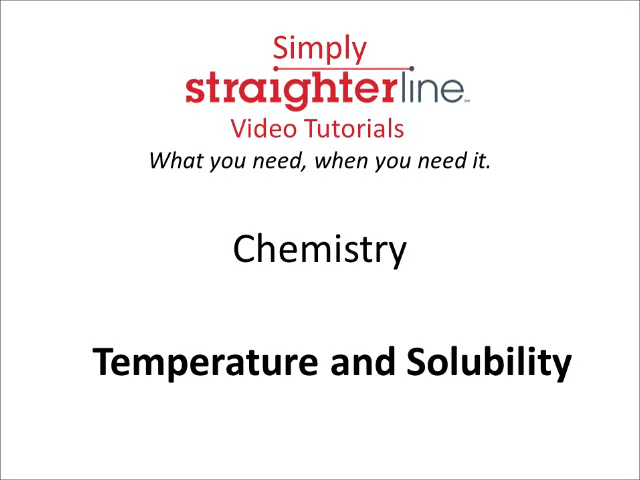 Simply
straighterline
Video Tutorials
What you need, when you need it.
Chemistry
Temperature and Solubility